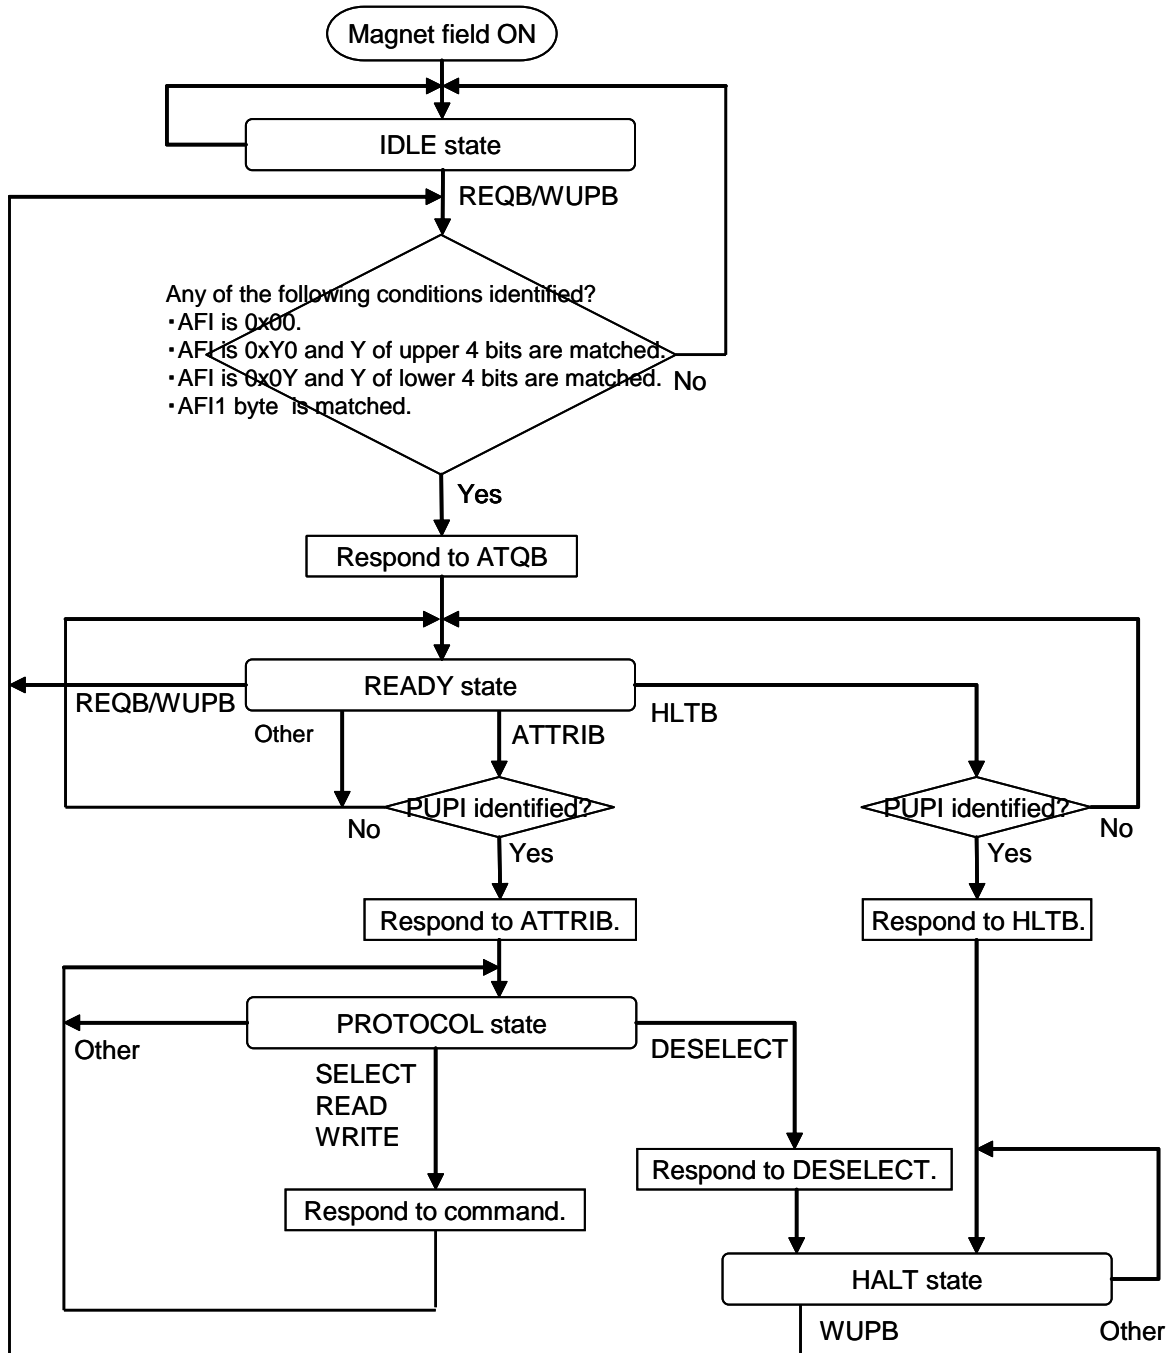 Magnet field ON
IDLE state
REQB/WUPB
Any of the following conditions identified?
・AFI is 0x00.
・AFI is 0xY0 and Y of upper 4 bits are matched.
・AFI is 0x0Y and Y of lower 4 bits are matched.
No
・AFI1 byte is matched.
Yes
Respond to ATQB
READY state
REQB/WUPB
Other
ATTRIB
HLTB
PUPI identified?
PUPI identified?
No
No
Yes
Yes
Respond to ATTRIB.
Respond to HLTB.
PROTOCOL state
Other
DESELECT
SELECT
READ
WRITE
Respond to DESELECT.
Respond to command.
HALT state
WUPB
Other